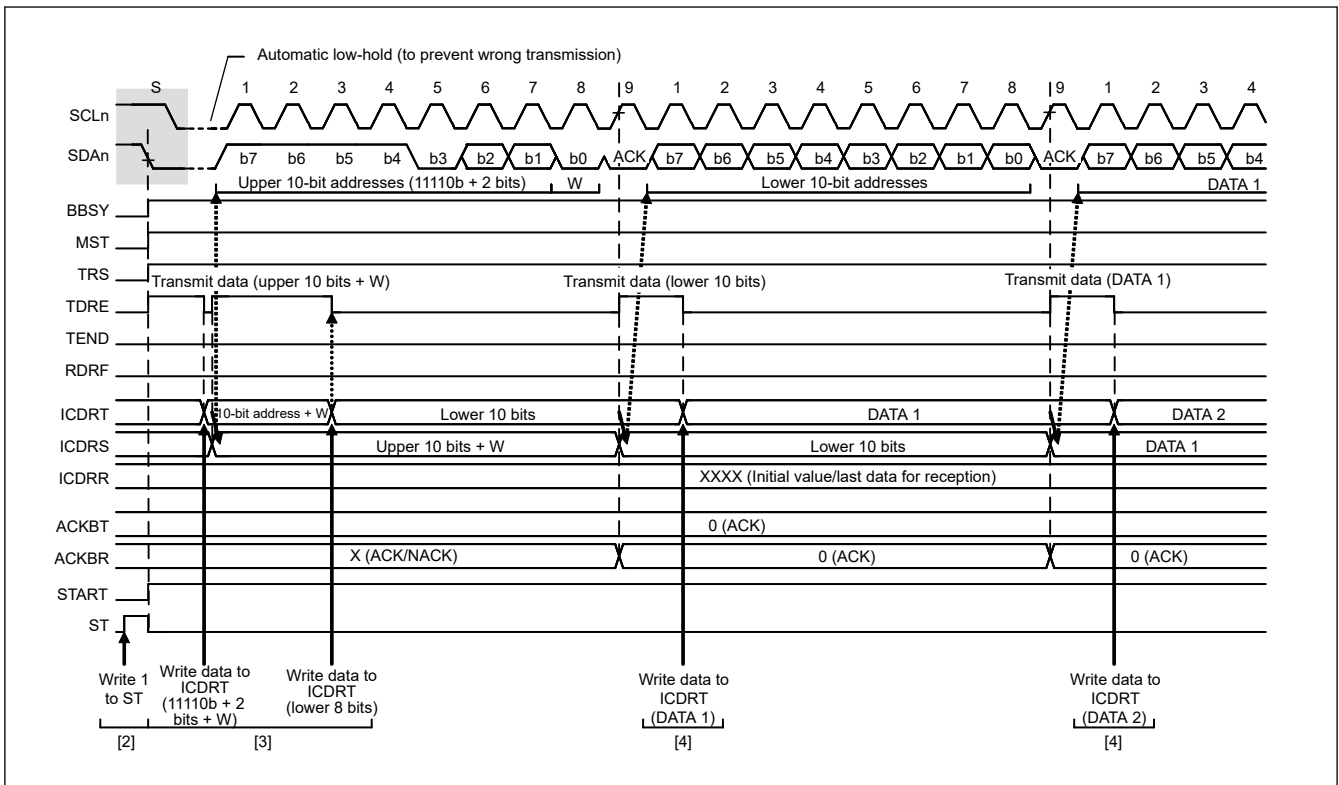 Automatic low-hold (to prevent wrong transmission)
S 1 2 3 4 5 6 7 8 9 1 2 3 4 5 6 7 8 9 1 2 3 4
SCLn
SDAn b7 b6 b5 b4 b3 b2 b1 b0 ACK b7 b6 b5 b4 b3 b2 b1 b0 ACK b7 b6 b5 b4
Upper 10-bit addresses (11110b + 2 bits) W Lower 10-bit addresses DATA 1
BBSY
MST
TRS
Transmit data (upper 10 bits + W) Transmit data (lower 10 bits) Transmit data (DATA 1)
TDRE
TEND
RDRF
ICDRT 10-bit address + W Lower 10 bits DATA 1 DATA 2
ICDRS Upper 10 bits + W Lower 10 bits DATA 1
ICDRR XXXX (Initial value/last data for reception)
ACKBT 0 (ACK)
ACKBR X (ACK/NACK) 0 (ACK) 0 (ACK)
START
ST
Write 1
to ST
[2]
Write data to
ICDRT
(11110b + 2
bits + W)
Write data to
ICDRT
(lower 8 bits)
[3]
Write data to
ICDRT
(DATA 1)
[4]
Write data to
ICDRT
(DATA 2)
[4]